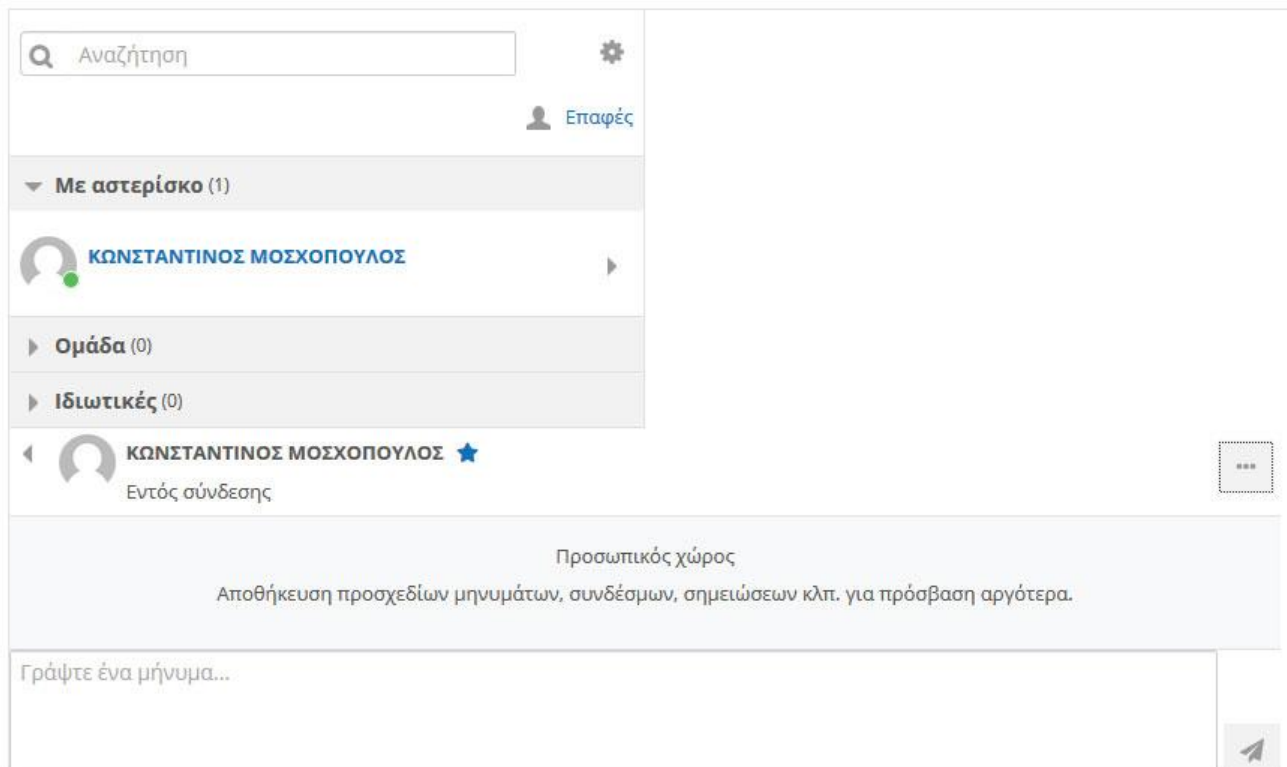 Αναζήτηση
Επαφές
Με αστερίσκο (1)
ΚΩΝΣΤΑΝΤΙΝΟΣ ΜΟΣΧΟΠΟΥΛΟΣ
Ομάδα (0)
Ιδιωτικές (0)
ΚΩΝΣΤΑΝΤΙΝΟΣ ΜΟΣΧΟΠΟΥΛΟΣ
Εντός σύνδεσης
Προσωπικός χώρος
Αποθήκευση προσχεδίων μηνυμάτων, συνδέσμων, σημειώσεων κλπ. για πρόσβαση αργότερα.
Γράψτε ένα μήνυμα...